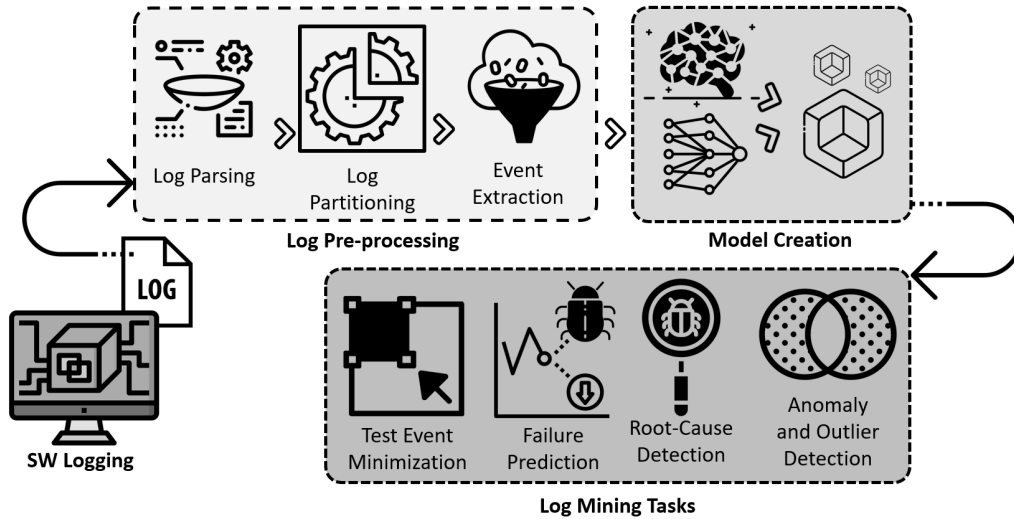 Log Parsing
Log
Partitioning
Event
Extraction
Log Pre-processing
Model Creation
LOG
SW Logging
Test Event
Minimization
Failure
Prediction
Root-Cause
Detection
Anomaly
and Outlier
Detection
Log Mining Tasks